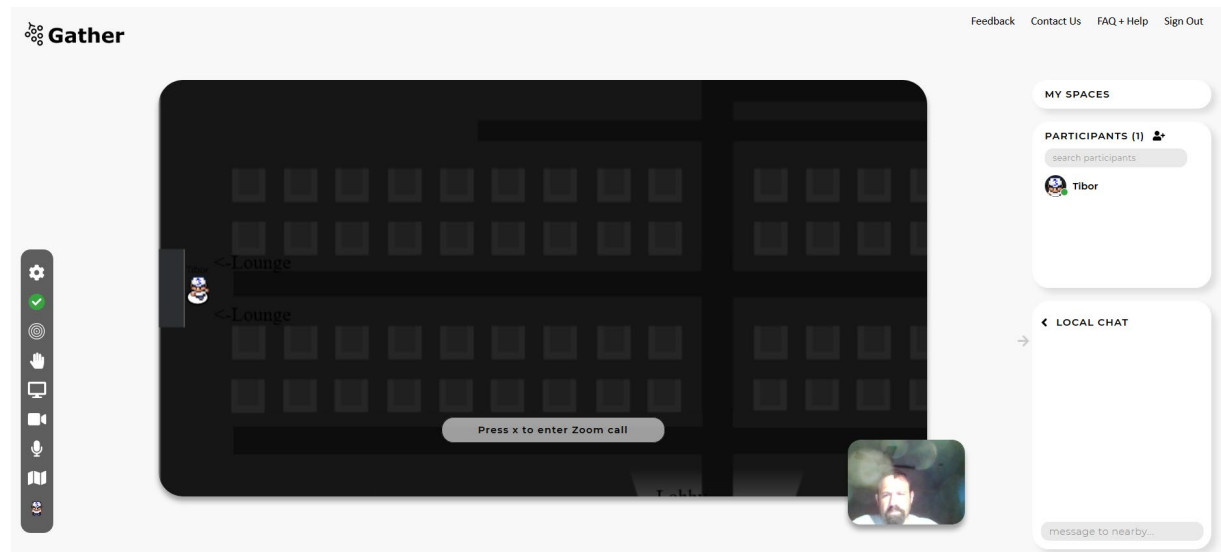 Gather
Feedback Contact Us FAQ + Help Sign Out
MY SPACES
PARTICIPANTS (1)
search participants
Tibor
<-Lounge
<-Lounge
LOCAL CHAT
Press x to enter Zoom call
Lobby
message to nearby...